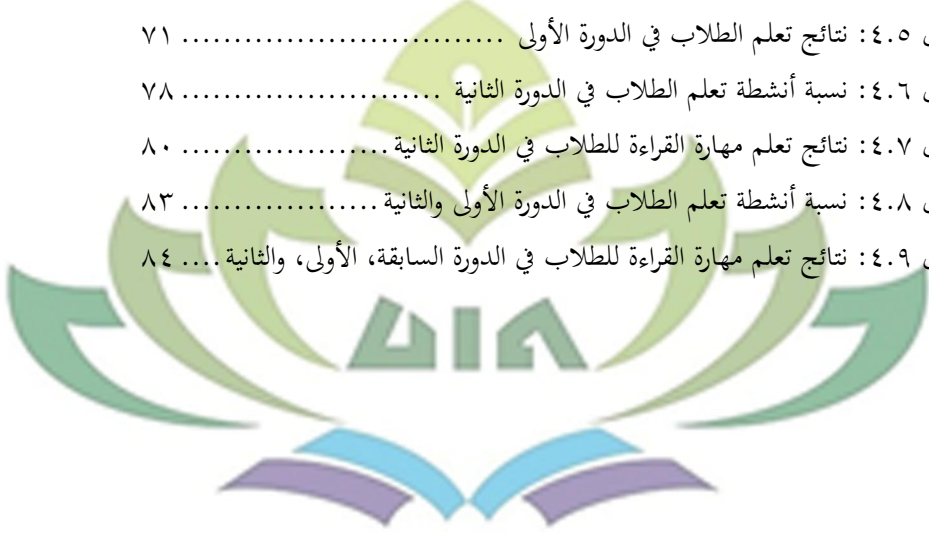 ٤.٥: نتائج تعلم الطلاب في الدورة الأولى .............................. ٧١
٤.٦: نسبة أنشطة تعلم الطلاب في الدورة الثانية ......................... ٧٨
٤.٧: نتائج تعلم مهارة القراءة للطلاب في الدورة الثانية.................... ٨٠
٤.٨: نسبة أنشطة تعلم الطلاب في الدورة الأولى والثانية ................... ٨٣
٤.٩: نتائج تعلم مهارة القراءة للطلاب في الدورة السابقة، الأولى، والثانية.... ٨٤